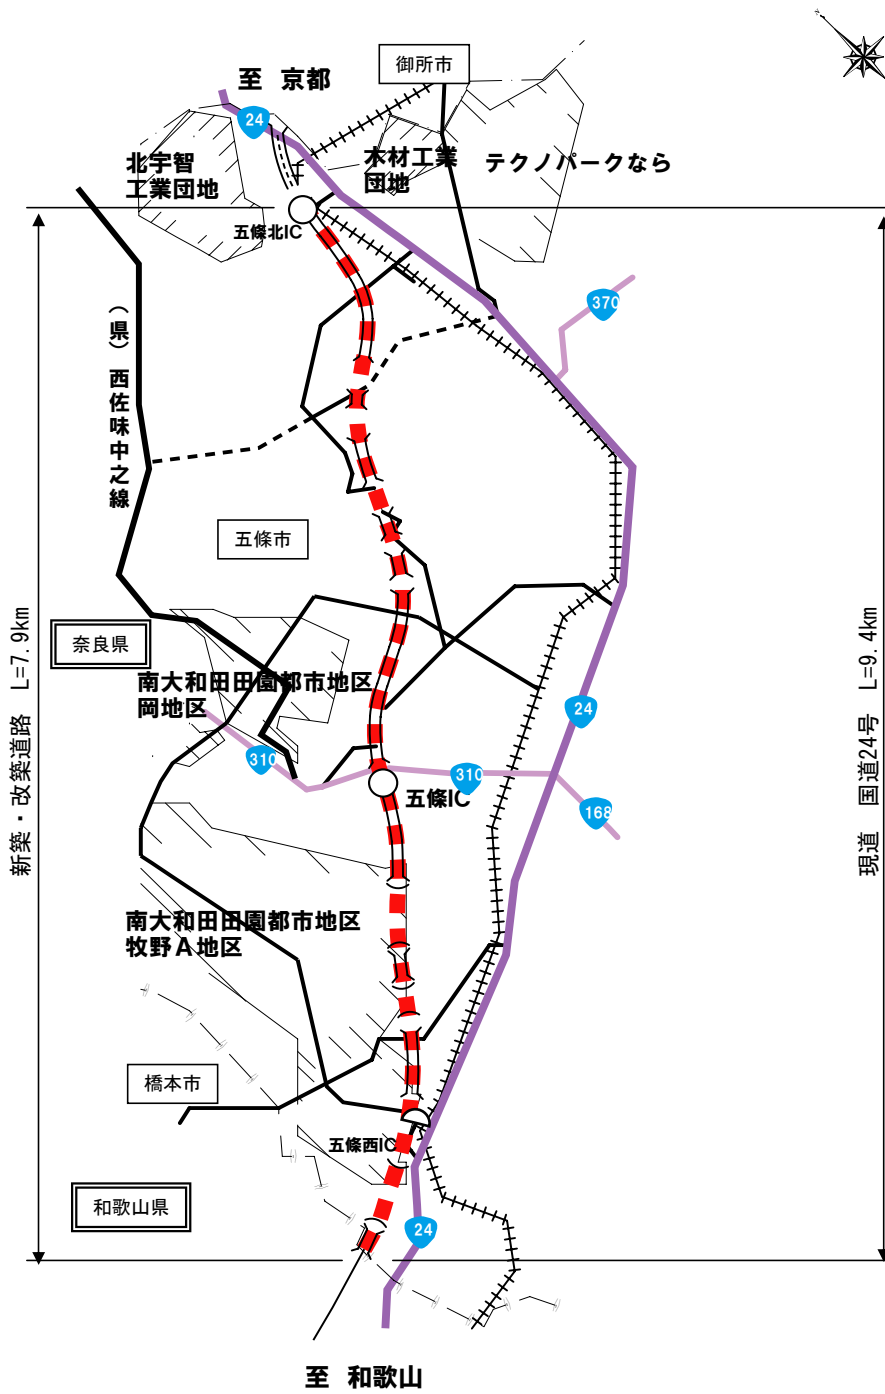 御所市
至 京都
24
北宇智
工業団地
木材工業
団地
テクノパークなら
五條北IC
370
(県) 西佐味中之線
五條市
奈良県
新築・改築道路 L=7.9km
現道 国道24号 L=9.4km
南大和田田園都市地区
岡地区
24
310
310
五條IC
168
南大和田田園都市地区
牧野A地区
橋本市
五條西IC
和歌山県
24
至 和歌山